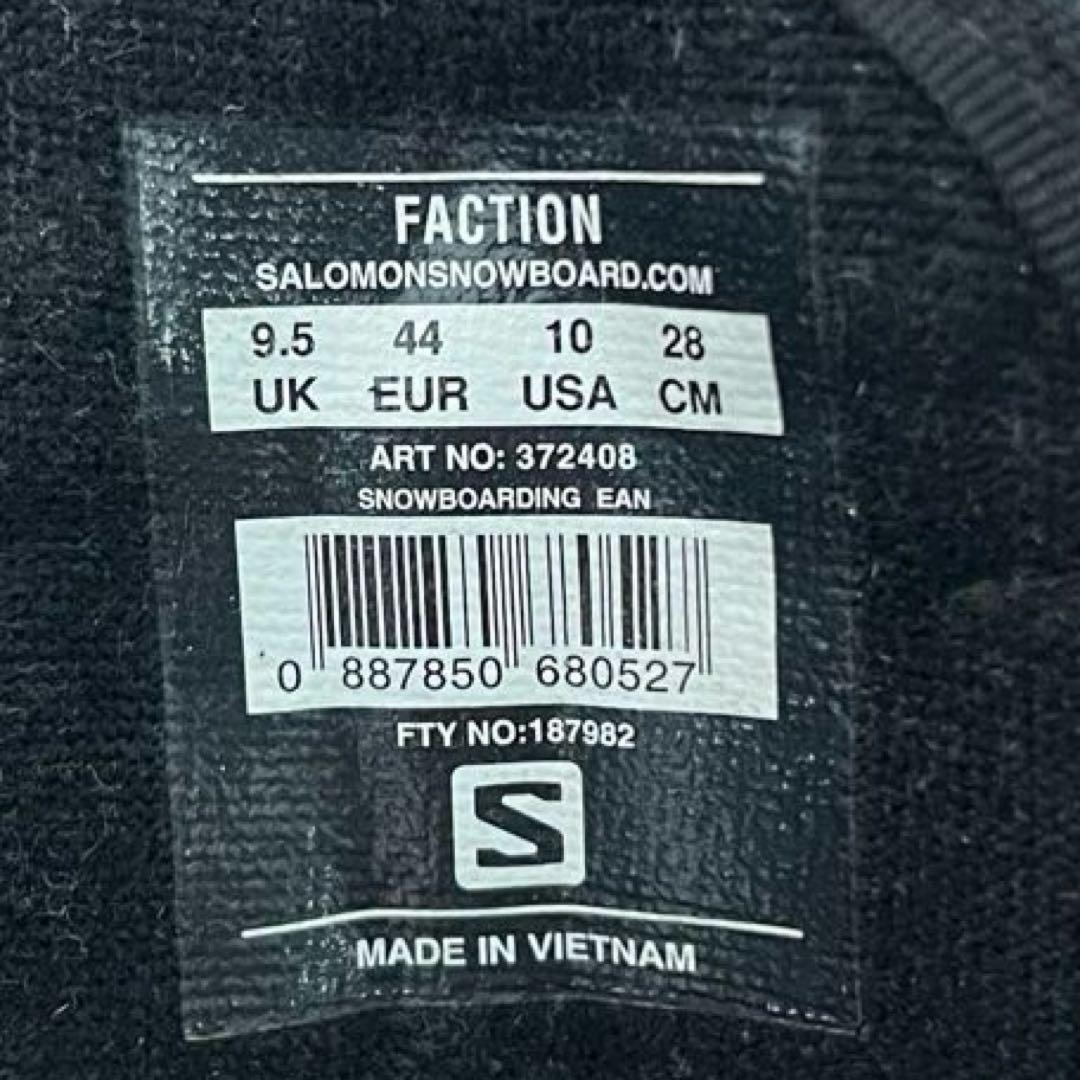 FACTION
SALOMONSNOWBOARD.COM
9.5 44 10 28
UK EUR USA CM
ART NO: 372408
SNOWBOARDING EAN
0 887850 680527
FTY NO:187982
S
MADE IN VIETNAM